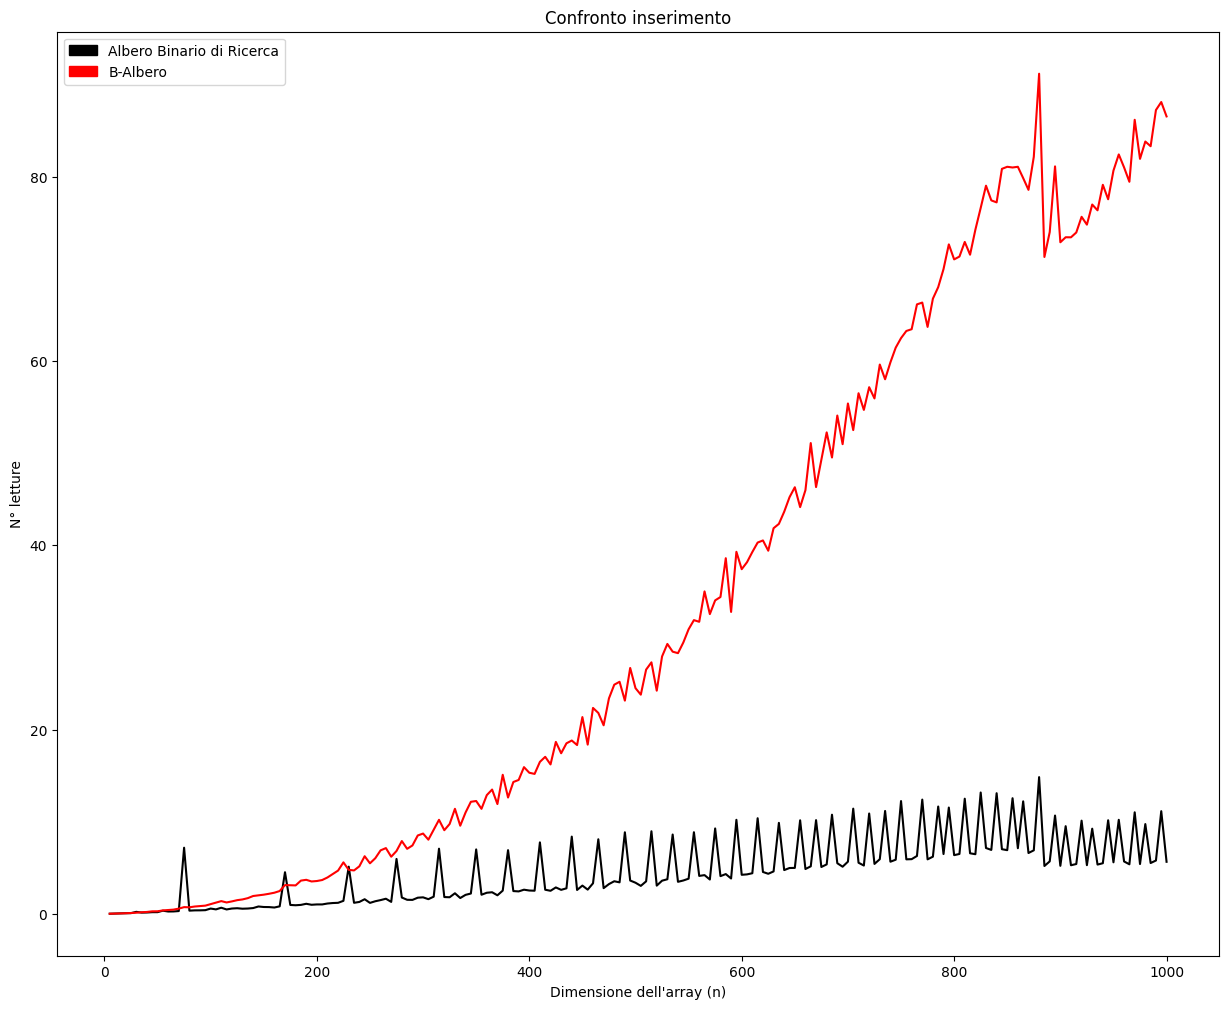 Confronto inserimento
Albero Binario di Ricerca
B-Albero
N° letture
80
60
40
20
0
0 200 400 600 800 1000
Dimensione dell'array (n)